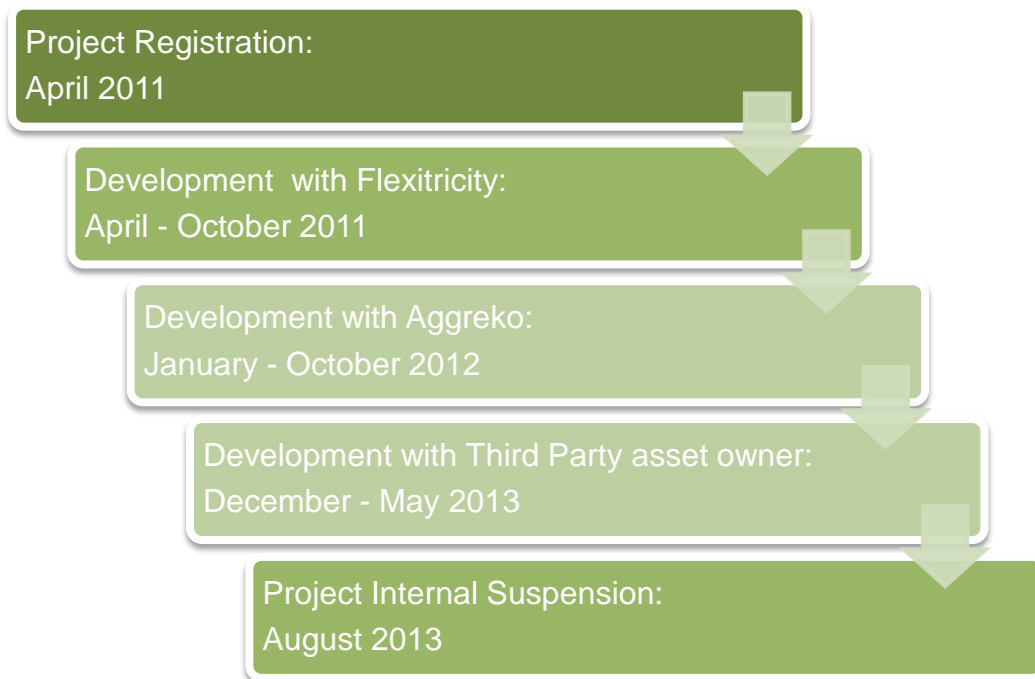 Project Registration:
April 2011
Development  with Flexitricity:
April - October 2011
Development with Aggreko:
January - October 2012
Development with Third Party asset owner:
December - May 2013
Project Internal Suspension:
August 2013